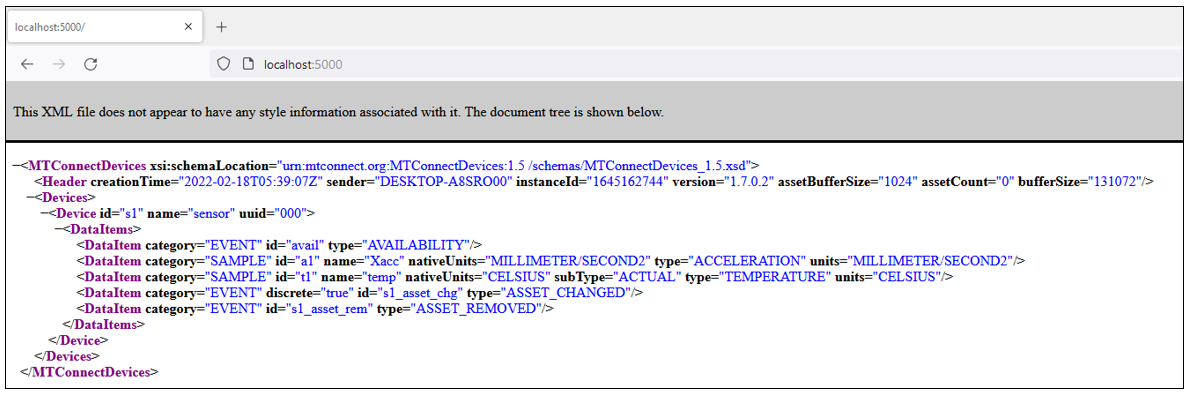 localhost:5000/
localhost:5000
This XML file does not appear to have any style information associated with it. The document tree is shown below.
−<MTConnectDevices xsi:schemaLocation="urn:mtconnect.org:MTConnectDevices:1.5 /schemas/MTConnectDevices_1.5.xsd">
<Header creationTime="2022-02-18T05:39:07Z" sender="DESKTOP-A8SRO00" instanceId="1645162744" version="1.7.0.2" assetBufferSize="1024" assetCount="0" bufferSize="131072"/>
−<Devices>
−<Device id="s1" name="sensor" uuid="000">
−<DataItems>
<DataItem category="EVENT" id="avail" type="AVAILABILITY"/>
<DataItem category="SAMPLE" id="a1" name="Xacc" nativeUnits="MILLIMETER/SECOND2" type="ACCELERATION" units="MILLIMETER/SECOND2"/>
<DataItem category="SAMPLE" id="t1" name="temp" nativeUnits="CELSIUS" subType="ACTUAL" type="TEMPERATURE" units="CELSIUS"/>
<DataItem category="EVENT" discrete="true" id="s1_asset_chg" type="ASSET_CHANGED"/>
<DataItem category="EVENT" id="s1_asset_rem" type="ASSET_REMOVED"/>
</DataItems>
</Device>
</Devices>
</MTConnectDevices>